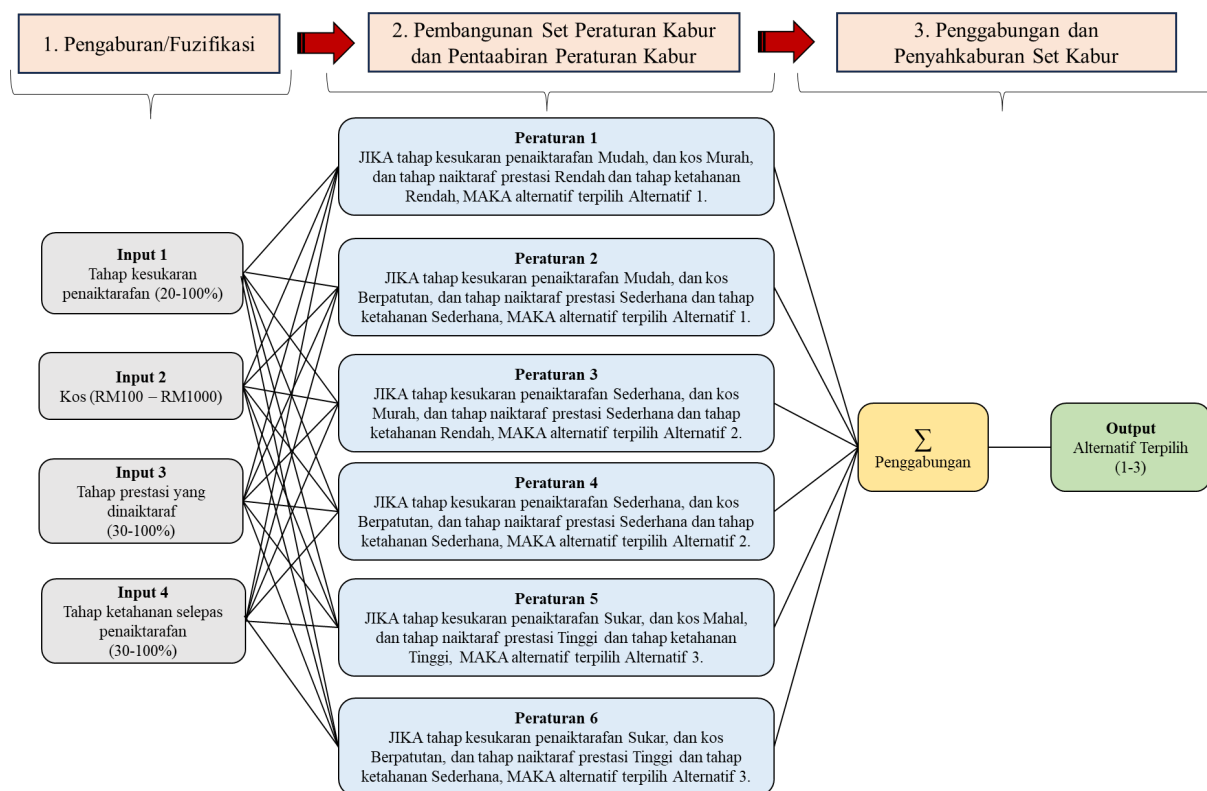 1. Pengaburan/Fuzifikasi
2. Pembangunan Set Peraturan Kabur
dan Pentaabiran Peraturan Kabur
3. Penggabungan dan
Penyahkaburan Set Kabur
Input 1
Tahap kesukaran
penaiktarafan (20-100%)
Input 2
Kos (RM100 – RM1000)
Input 3
Tahap prestasi yang
dinaiktaraf
(30-100%)
Input 4
Tahap ketahanan selepas
penaiktarafan
(30-100%)
Peraturan 1
JIKA tahap kesukaran penaiktarafan Mudah, dan kos Murah,
dan tahap naiktaraf prestasi Rendah dan tahap ketahanan
Rendah, MAKA alternatif terpilih Alternatif 1.
Peraturan 2
JIKA tahap kesukaran penaiktarafan Mudah, dan kos
Berpatutan, dan tahap naiktaraf prestasi Sederhana dan tahap
ketahanan Sederhana, MAKA alternatif terpilih Alternatif 1.
Peraturan 3
JIKA tahap kesukaran penaiktarafan Sederhana, dan kos
Murah, dan tahap naiktaraf prestasi Sederhana dan tahap
ketahanan Rendah, MAKA alternatif terpilih Alternatif 2.
Peraturan 4
JIKA tahap kesukaran penaiktarafan Sederhana, dan kos
Berpatutan, dan tahap naiktaraf prestasi Sederhana dan tahap
ketahanan Sederhana, MAKA alternatif terpilih Alternatif 2.
Peraturan 5
JIKA tahap kesukaran penaiktarafan Sukar, dan kos Mahal,
dan tahap naiktaraf prestasi Tinggi dan tahap ketahanan
Tinggi, MAKA alternatif terpilih Alternatif 3.
Peraturan 6
JIKA tahap kesukaran penaiktarafan Sukar, dan kos
Berpatutan, dan tahap naiktaraf prestasi Tinggi dan tahap
ketahanan Sederhana, MAKA alternatif terpilih Alternatif 3.
∑
Penggabungan
Output
Alternatif Terpilih
(1-3)